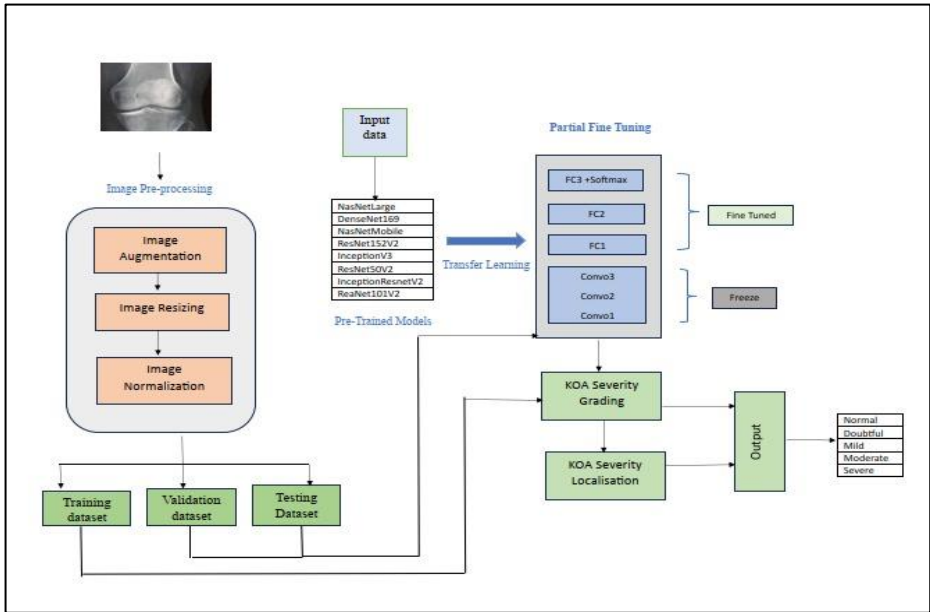 Image Pre-processing
Image
Augmentation
Image Resizing
Image
Normalization
Training
dataset
Validation
dataset
Testing
Dataset
Input
data
NasNetLarge
DenseNet169
NasNetMobile
ResNet152V2
InceptionV3
ResNet50V2
InceptionResnetV2
ReaNet101V2
Pre-Trained Models
Transfer Learning
Partial Fine Tuning
FC3 +Softmax
FC2
FC1
Convo3
Convo2
Convo1
Fine Tuned
Freeze
KOA Severity
Grading
KOA Severity
Localisation
Output
Normal
Doubtful
Mild
Moderate
Severe